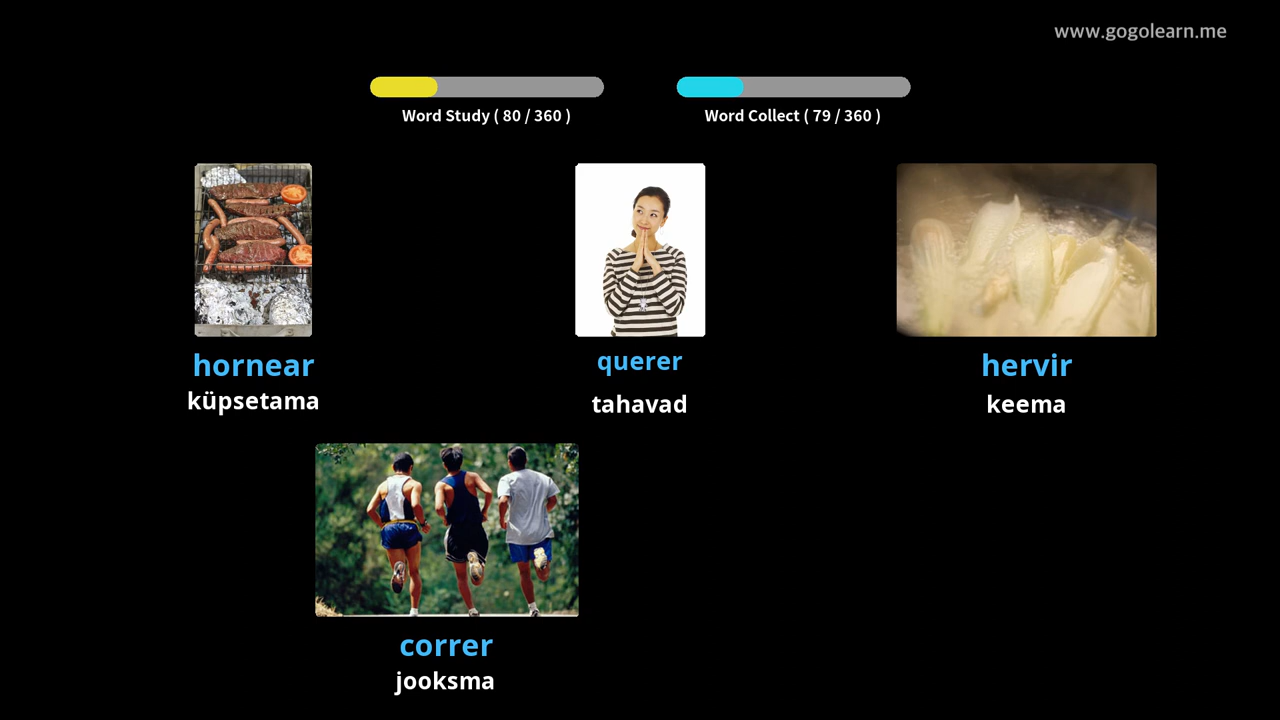 www.gogolearn.me
Word Study ( 80 / 360 )
Word Collect ( 79 / 360 )
hornear
küpsetama
querer
tahavad
hervir
keema
correr
jooksma